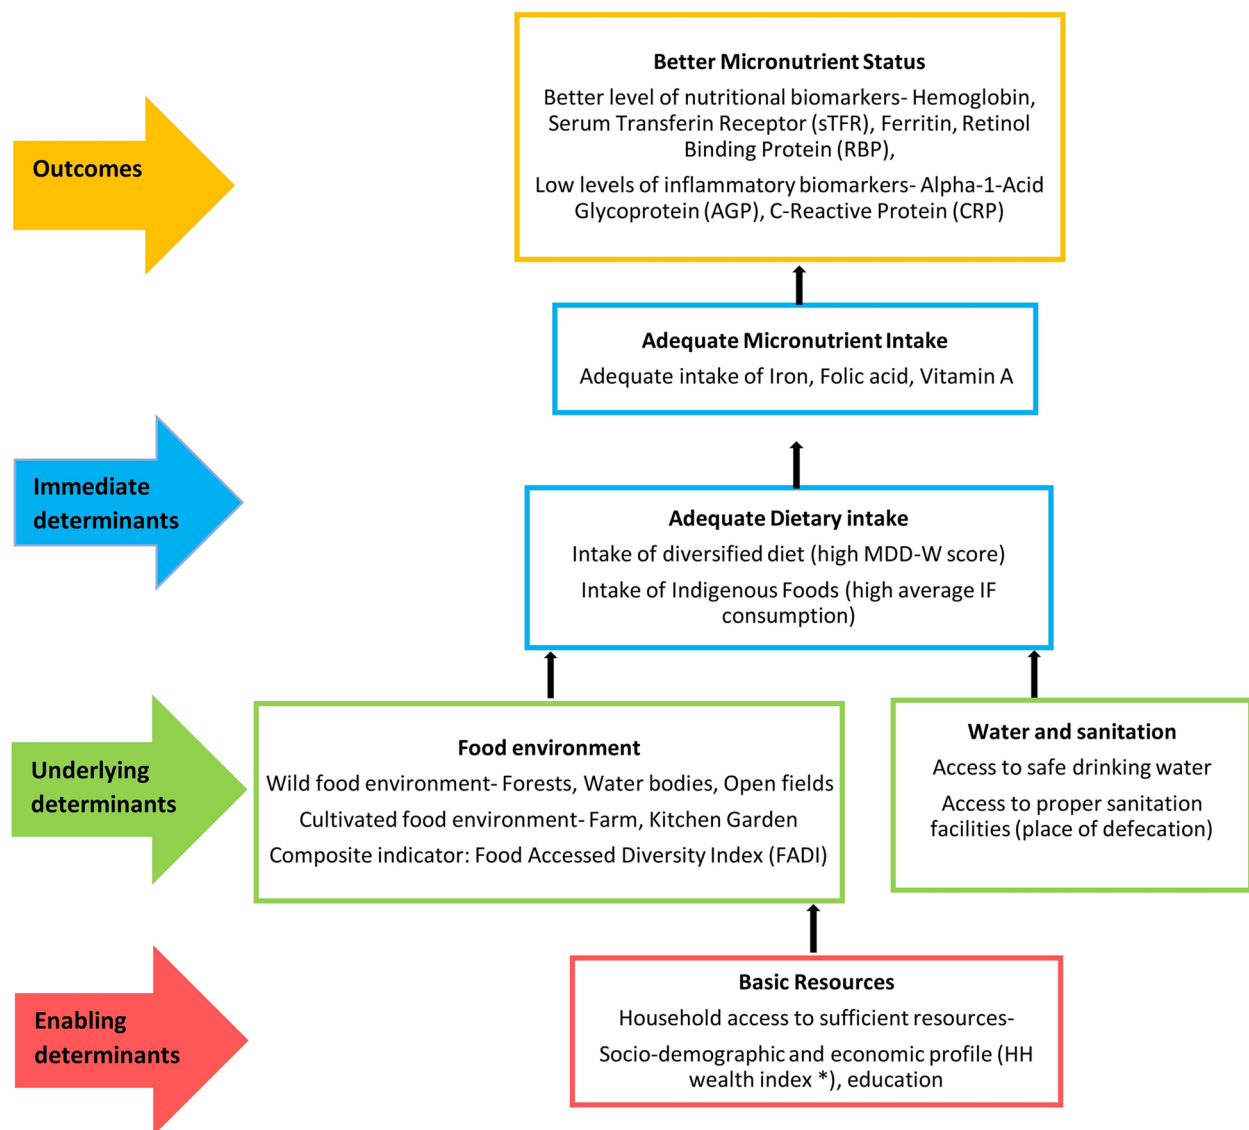 Outcomes
Better Micronutrient Status
Better level of nutritional biomarkers- Hemoglobin,
Serum Transferin Receptor (sTFR), Ferritin, Retinol
Binding Protein (RBP),
Low levels of inflammatory biomarkers- Alpha-1-Acid
Glycoprotein (AGP), C-Reactive Protein (CRP)
Adequate Micronutrient Intake
Adequate intake of Iron, Folic acid, Vitamin A
Immediate
determinants
Adequate Dietary intake
Intake of diversified diet (high MDD-W score)
Intake of Indigenous Foods (high average IF
consumption)
Underlying
determinants
Food environment
Wild food environment- Forests, Water bodies, Open fields
Cultivated food environment- Farm, Kitchen Garden
Composite indicator: Food Accessed Diversity Index (FADI)
Water and sanitation
Access to safe drinking water
Access to proper sanitation
facilities (place of defecation)
Enabling
determinants
Basic Resources
Household access to sufficient resources-
Socio-demographic and economic profile (HH
wealth index *), education